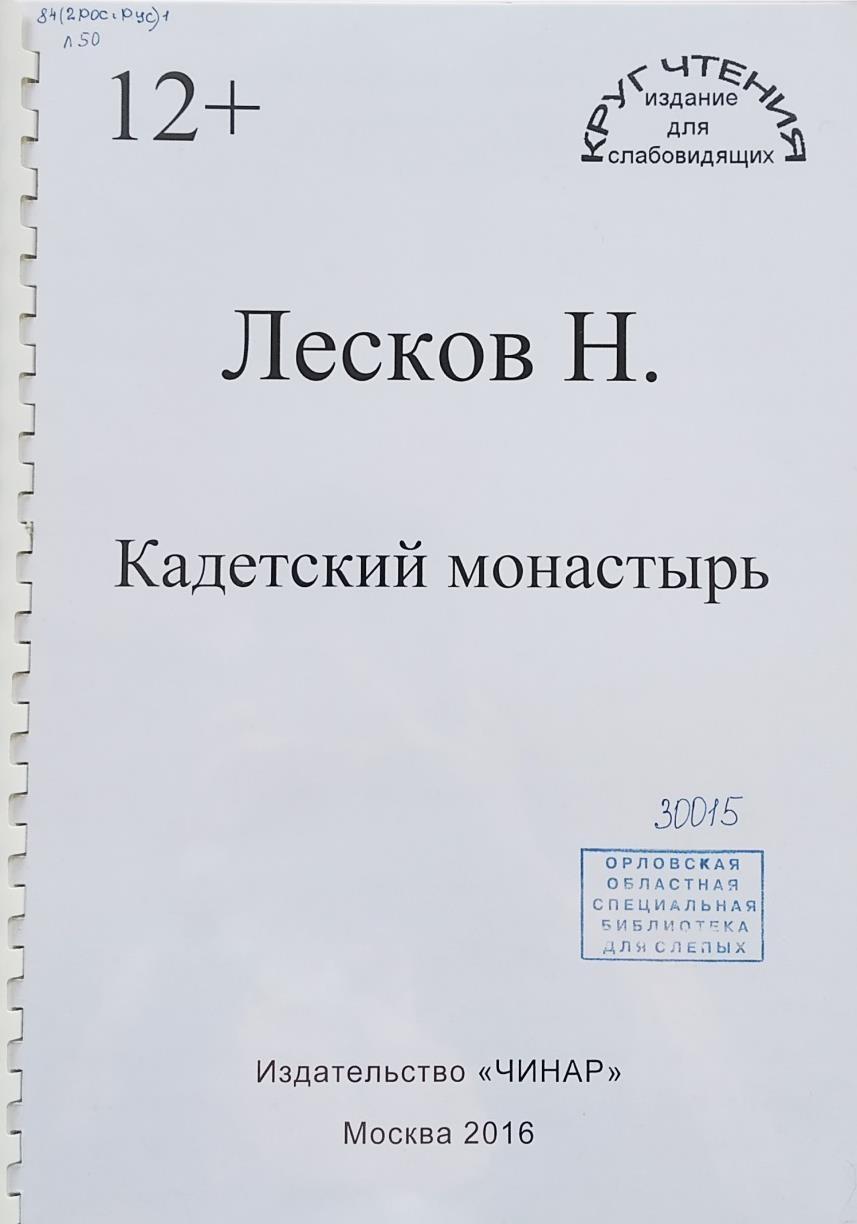 84(2рос=рус)1
Л50
12+
КРУГ ЧТЕНИЯ
издание
для
слабовидящих
Лесков Н.
Кадетский монастырь
30015
ОРЛОВСКАЯ
ОБЛАСТНАЯ
СПЕЦИАЛЬНАЯ
БИБЛИОТЕКА
ДЛЯ СЛЕПЫХ
Издательство «ЧИНАР»
Москва 2016